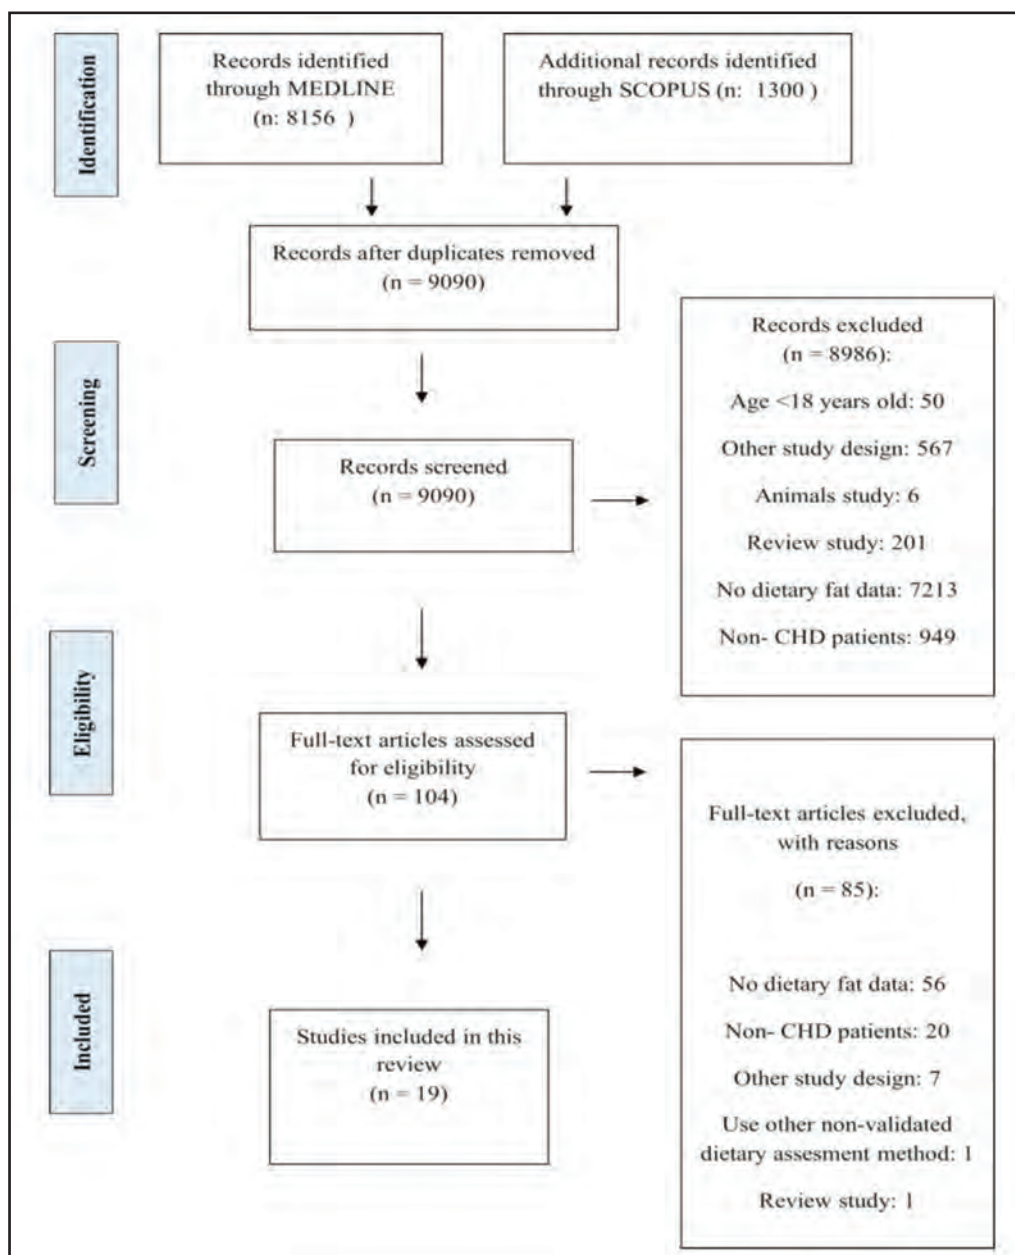 Identification
Records identified
through MEDLINE
(n: 8156 )
Additional records identified
through SCOPUS (n: 1300 )
Records after duplicates removed
(n = 9090)
Screening
Records screened
(n = 9090)
Records excluded
(n = 8986):
Age <18 years old: 50
Other study design: 567
Animals study: 6
Review study: 201
No dietary fat data: 7213
Non- CHD patients: 949
Eligibility
Full-text articles assessed
for eligibility
(n = 104)
Full-text articles excluded,
with reasons
(n = 85):
No dietary fat data: 56
Non- CHD patients: 20
Other study design: 7
Use other non-validated
dietary assesment method: 1
Review study: 1
Included
Studies included in this
review
(n = 19)